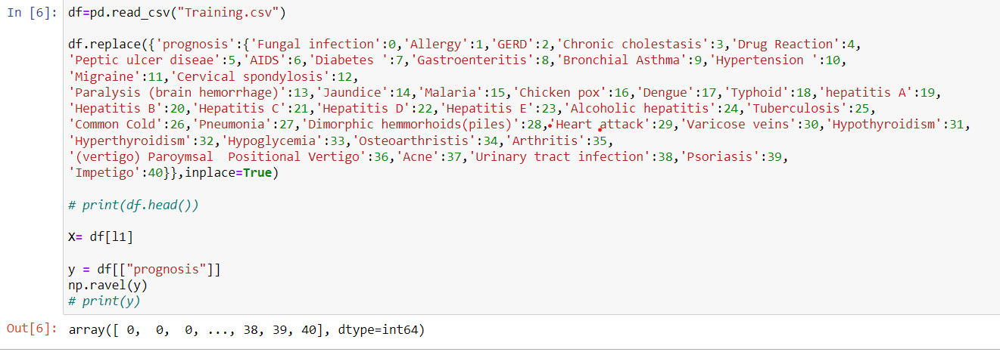 In [6]: df=pd.read_csv("Training.csv")
df.replace({'prognosis':{'Fungal infection':0,'Allergy':1,'GERD':2,'Chronic cholestasis':3,'Drug Reaction':4,
'Peptic ulcer diseae':5,'AIDS':6,'Diabetes ':7,'Gastroenteritis':8,'Bronchial Asthma':9,'Hypertension ':10,
'Migraine':11,'Cervical spondylosis':12,
'Paralysis (brain hemorrhage)':13,'Jaundice':14,'Malaria':15,'Chicken pox':16,'Dengue':17,'Typhoid':18,'hepatitis A':19,
'Hepatitis B':20,'Hepatitis C':21,'Hepatitis D':22,'Hepatitis E':23,'Alcoholic hepatitis':24,'Tuberculosis':25,
'Common Cold':26,'Pneumonia':27,'Dimorphic hemmorhoids(piles)':28,'Heart attack':29,'Varicose veins':30,'Hypothyroidism':31,
'Hyperthyroidism':32,'Hypoglycemia':33,'Osteoarthristis':34,'Arthritis':35,
'(vertigo) Paroymsal  Positional Vertigo':36,'Acne':37,'Urinary tract infection':38,'Psoriasis':39,
'Impetigo':40}},inplace=True)
# print(df.head())
X= df[l1]
y = df[["prognosis"]]
np.ravel(y)
# print(y)
Out[6]: array([ 0,  0,  0, ..., 38, 39, 40], dtype=int64)